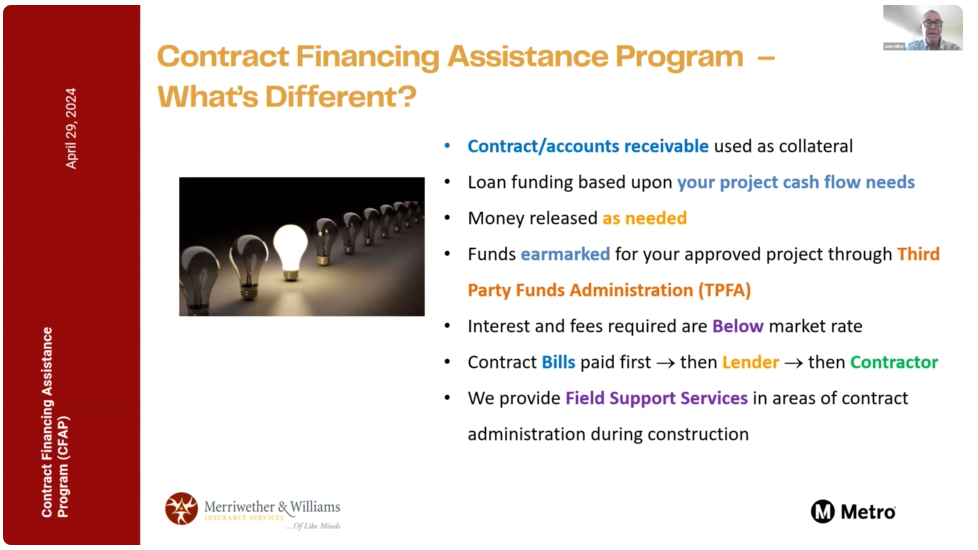 Contract Financing Assistance Program –
What's Different?
April 29, 2024
Contract Financing Assistance
Program (CFAP)
• Contract/accounts receivable used as collateral
• Loan funding based upon your project cash flow needs
• Money released as needed
• Funds earmarked for your approved project through Third
Party Funds Administration (TPFA)
• Interest and fees required are Below market rate
• Contract Bills paid first → then Lender → then Contractor
• We provide Field Support Services in areas of contract
administration during construction
Merriwether & Williams
INSURANCE SERVICES
...Of Like Minds
M Metro